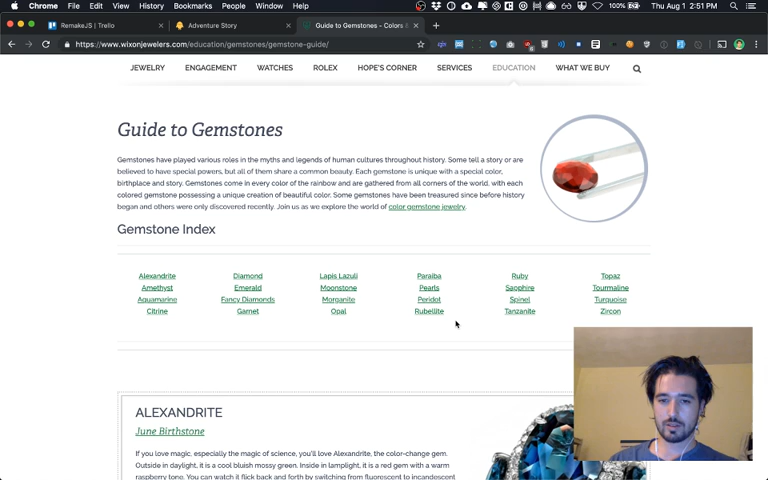 Chrome File Edit View History Bookmarks People Window Help 100% Thu Aug 1 2:51 PM
RemakeJS | Trello Adventure Story Guide to Gemstones - Colors &
https://www.wixonjewelers.com/education/gemstones/gemstone-guide/
JEWELRY ENGAGEMENT WATCHES ROLEX HOPE'S CORNER SERVICES EDUCATION WHAT WE BUY
Guide to Gemstones
Gemstones have played various roles in the myths and legends of human cultures throughout history. Some tell a story or are
believed to have special powers, but all of them share a common beauty. Each gemstone is unique with a special color,
birthplace and story. Gemstones come in every color of the rainbow and are gathered from all corners of the world, with each
colored gemstone possessing a unique creation of beautiful color. Some gemstones have been treasured since before history
began and others were only discovered recently. Join us as we explore the world of color gemstone jewelry.
Gemstone Index
Alexandrite Diamond Lapis Lazuli Paraiba Ruby Topaz
Amethyst Emerald Moonstone Pearls Sapphire Tourmaline
Aquamarine Fancy Diamonds Morganite Peridot Spinel Turquoise
Citrine Garnet Opal Rubellite Tanzanite Zircon
ALEXANDRITE
June Birthstone
If you love magic, especially the magic of science, you'll love Alexandrite, the color-change gem.
Outside in daylight, it is a cool bluish mossy green. Inside in lamplight, it is a red gem with a warm
raspberry tone. You can watch it flick back and forth by switching from fluorescent to incandescent